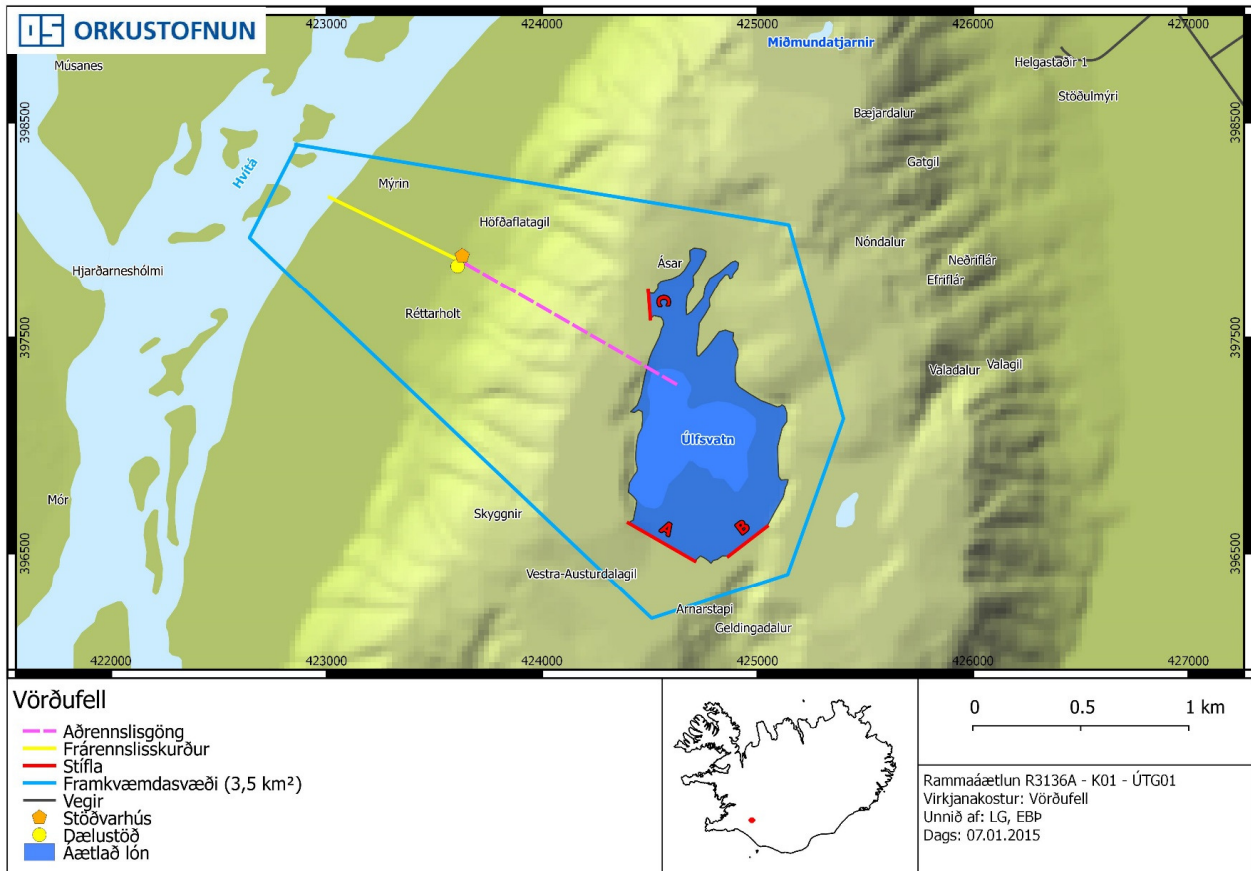 OS ORKUSTOFNUN
423000
424000
425000
426000
427000
Miðmundatjarnir
Helgastaðir 1
Músanes
Stöðulmýri
Bæjardalur
398500
398500
Gatgil
Hvítá
Mýrin
Höfðaflatagil
Nóndalur
Neðriflár
Ásar
Hjarðarneshólmi
Efriflár
C
Réttarholt
397500
397500
Valadalur
Valagil
Úlfsvatn
Mór
Skyggnir
A
B
396500
396500
Vestra-Austurdalagil
Arnarstapi
Geldingadalur
422000
423000
424000
425000
426000
427000
Vörðufell
Aðrennslisgöng
Frárennslisskurður
Stífla
Framkvæmdasvæði (3,5 km²)
Vegir
Stöðvarhús
Dælustöð
Áætlað lón
0 0.5 1 km
Rammaáætlun R3136A - K01 - ÚTG01
Virkjanakostur: Vörðufell
Unnið af: LG, EBÞ
Dags: 07.01.2015